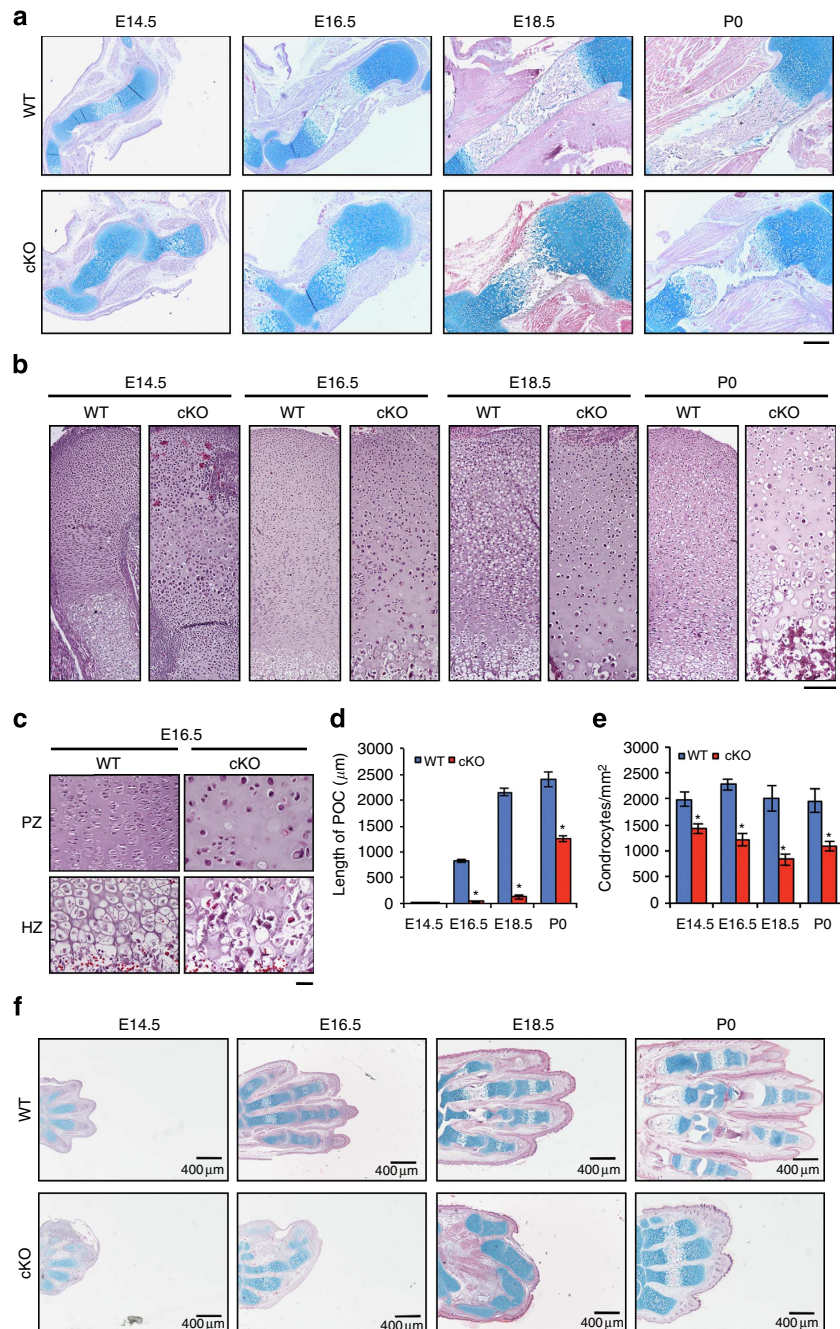 a
E14.5 E16.5 E18.5 P0
WT
cKO
b
E14.5 E16.5 E18.5 P0
WT cKO WT cKO WT cKO WT cKO
c
E16.5
WT cKO
PZ
HZ
d
Length of POC (μm)
3000
2500
2000
1500
1000
500
0
WT cKO
*
*
*
E14.5 E16.5 E18.5 P0
e
Condrocytes/mm²
3000
2500
2000
1500
1000
500
0
WT cKO
*
*
*
*
E14.5 E16.5 E18.5 P0
f
E14.5 E16.5 E18.5 P0
WT
400 μm 400 μm 400 μm 400 μm
cKO
400 μm 400 μm 400 μm 400 μm